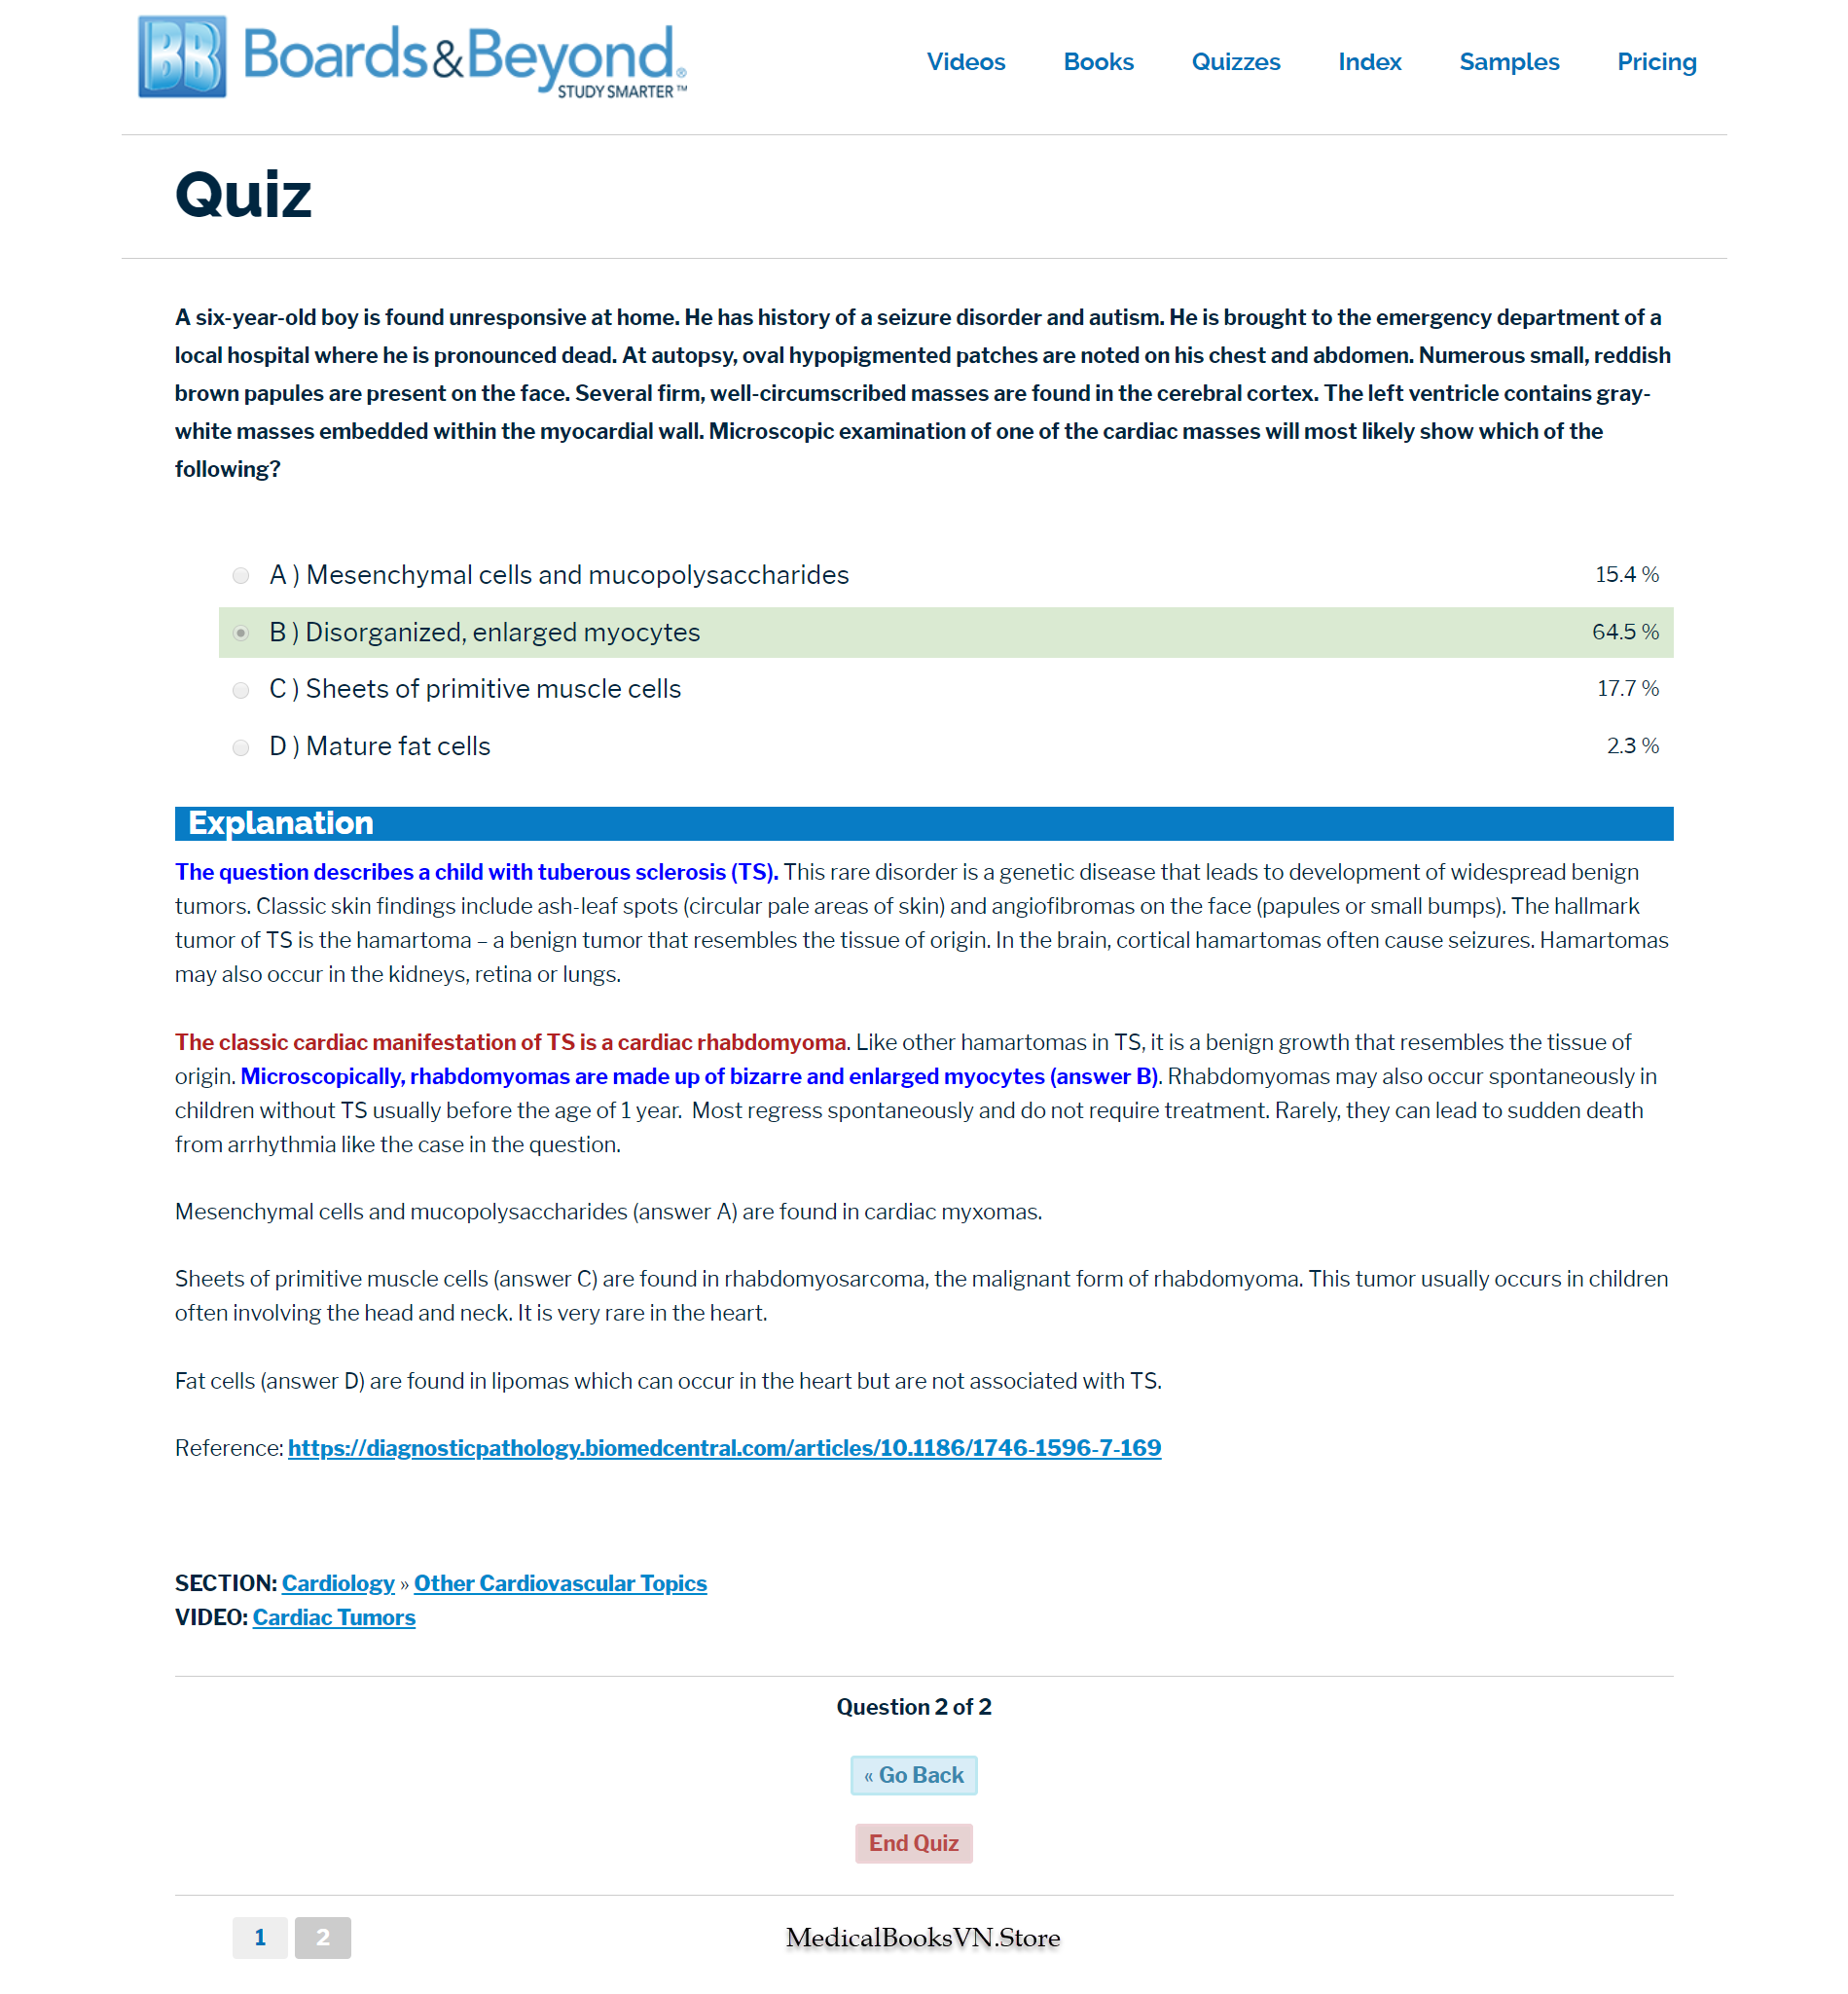 BB Boards&Beyond®
STUDY SMARTER™
Videos Books Quizzes Index Samples Pricing
Quiz
A six-year-old boy is found unresponsive at home. He has history of a seizure disorder and autism. He is brought to the emergency department of a
local hospital where he is pronounced dead. At autopsy, oval hypopigmented patches are noted on his chest and abdomen. Numerous small, reddish
brown papules are present on the face. Several firm, well-circumscribed masses are found in the cerebral cortex. The left ventricle contains gray-
white masses embedded within the myocardial wall. Microscopic examination of one of the cardiac masses will most likely show which of the
following?
A ) Mesenchymal cells and mucopolysaccharides 15.4 %
B ) Disorganized, enlarged myocytes 64.5 %
C ) Sheets of primitive muscle cells 17.7 %
D ) Mature fat cells 2.3 %
Explanation
The question describes a child with tuberous sclerosis (TS). This rare disorder is a genetic disease that leads to development of widespread benign
tumors. Classic skin findings include ash-leaf spots (circular pale areas of skin) and angiofibromas on the face (papules or small bumps). The hallmark
tumor of TS is the hamartoma – a benign tumor that resembles the tissue of origin. In the brain, cortical hamartomas often cause seizures. Hamartomas
may also occur in the kidneys, retina or lungs.
The classic cardiac manifestation of TS is a cardiac rhabdomyoma. Like other hamartomas in TS, it is a benign growth that resembles the tissue of
origin. Microscopically, rhabdomyomas are made up of bizarre and enlarged myocytes (answer B). Rhabdomyomas may also occur spontaneously in
children without TS usually before the age of 1 year. Most regress spontaneously and do not require treatment. Rarely, they can lead to sudden death
from arrhythmia like the case in the question.
Mesenchymal cells and mucopolysaccharides (answer A) are found in cardiac myxomas.
Sheets of primitive muscle cells (answer C) are found in rhabdomyosarcoma, the malignant form of rhabdomyoma. This tumor usually occurs in children
often involving the head and neck. It is very rare in the heart.
Fat cells (answer D) are found in lipomas which can occur in the heart but are not associated with TS.
Reference: https://diagnosticpathology.biomedcentral.com/articles/10.1186/1746-1596-7-169
SECTION: Cardiology » Other Cardiovascular Topics
VIDEO: Cardiac Tumors
Question 2 of 2
« Go Back
End Quiz
1 2 MedicalBooksVN.Store